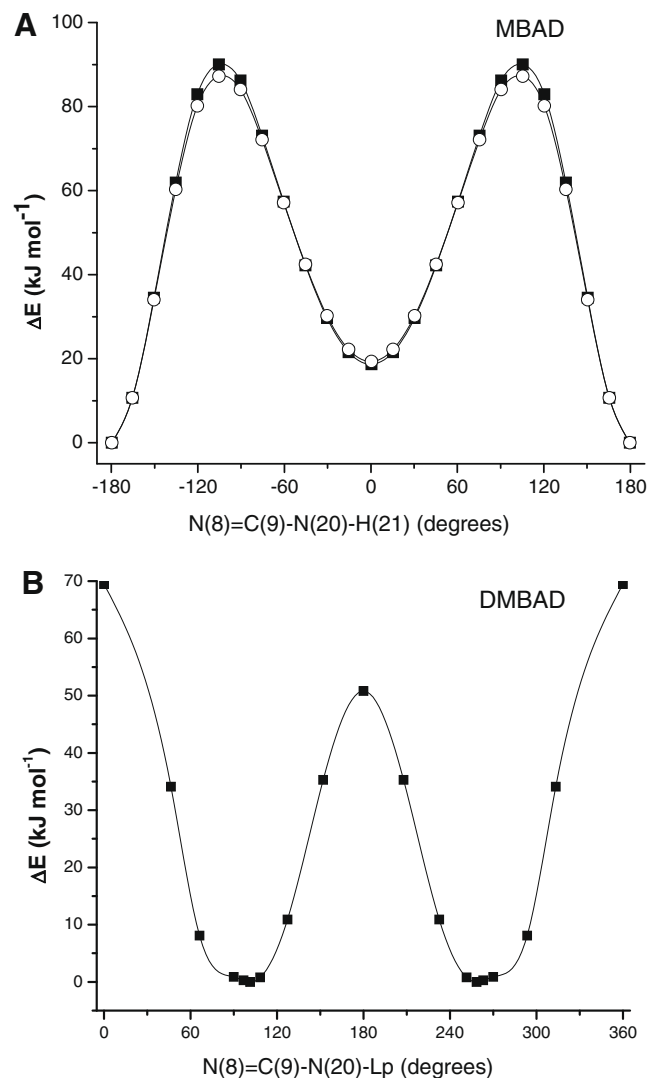 A
MBAD
100
80
60
40
20
0
ΔE (kJ mol⁻¹)
-180 -120 -60 0 60 120 180
N(8)=C(9)-N(20)-H(21) (degrees)
B
DMBAD
70
60
50
40
30
20
10
0
ΔE (kJ mol⁻¹)
0 60 120 180 240 300 360
N(8)=C(9)-N(20)-Lp (degrees)